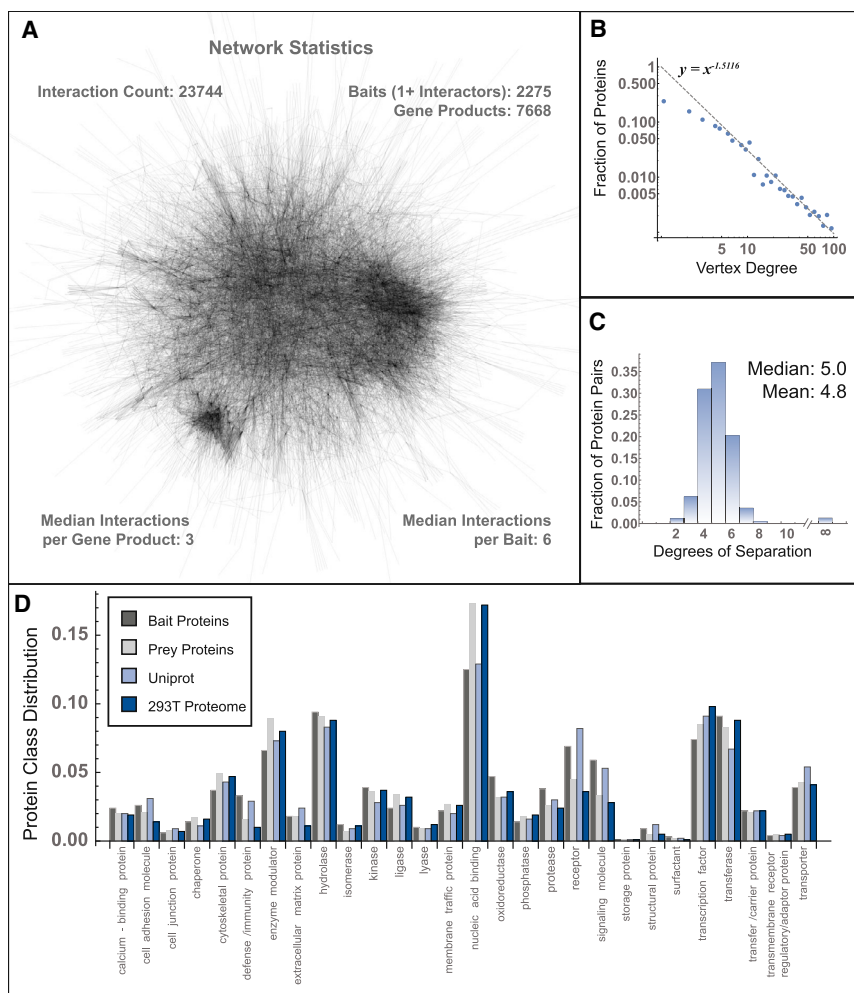 A
Network Statistics
Interaction Count: 23744
Baits (1+ Interactors): 2275
Gene Products: 7668
Median Interactions
per Gene Product: 3
Median Interactions
per Bait: 6
B
y = x^-1.5116
Fraction of Proteins
1
0.500
0.100
0.050
0.010
0.005
5 10 50 100
Vertex Degree
C
Median: 5.0
Mean: 4.8
Fraction of Protein Pairs
0.35
0.30
0.25
0.20
0.15
0.10
0.05
0.00
2 4 6 8 10 // ∞
Degrees of Separation
D
Protein Class Distribution
0.15
0.10
0.05
0.00
Bait Proteins
Prey Proteins
Uniprot
293T Proteome
calcium - binding protein
cell adhesion molecule
cell junction protein
chaperone
cytoskeletal protein
defense /immunity protein
enzyme modulator
extracellular matrix protein
hydrolase
isomerase
kinase
ligase
lyase
membrane traffic protein
nucleic acid binding
oxidoreductase
phosphatase
protease
receptor
signaling molecule
storage protein
structural protein
surfactant
transcription factor
transferase
transfer /carrier protein
transmembrane receptor
regulatory/adaptor protein
transporter